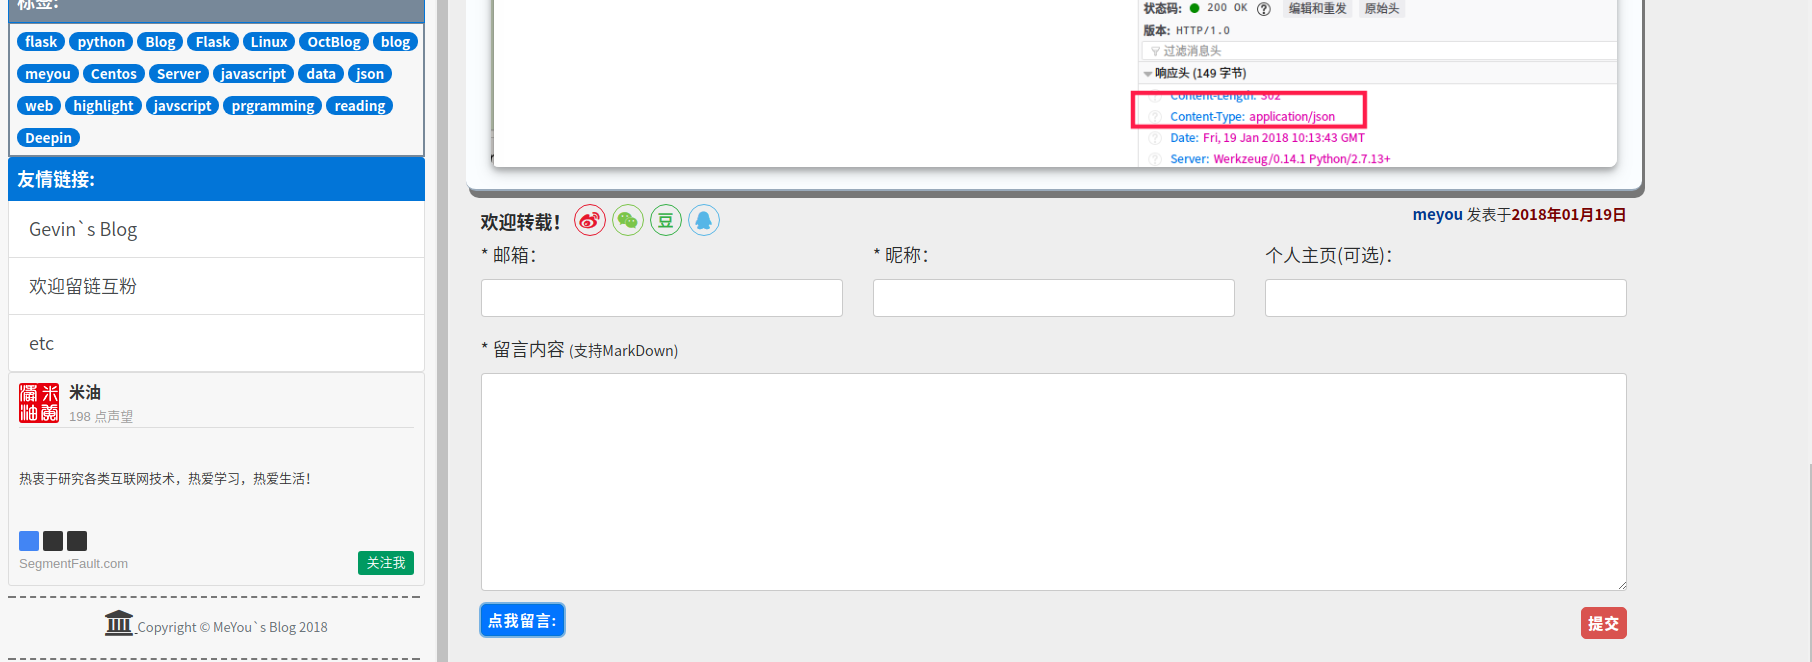 标签:
flask python Blog Flask Linux OctBlog blog
meyou Centos Server javascript data json
web highlight javscript prgramming reading
Deepin
友情链接:
Gevin`s Blog
欢迎留链互粉
etc
米油
198 点声望
热衷于研究各类互联网技术，热爱学习，热爱生活！
SegmentFault.com
关注我
Copyright © MeYou`s Blog 2018
状态码: 200 OK ? 编辑和重发 原始头
版本: HTTP/1.0
过滤消息头
响应头 (149 字节)
Content-Length: 302
Content-Type: application/json
Date: Fri, 19 Jan 2018 10:13:43 GMT
Server: Werkzeug/0.14.1 Python/2.7.13+
欢迎转载！ 豆
meyou 发表于2018年01月19日
* 邮箱：
* 昵称：
个人主页(可选)：
* 留言内容 (支持MarkDown)
点我留言:
提交